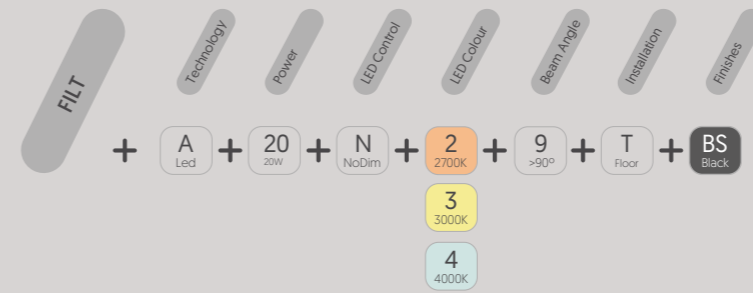 FILT
Technology
Power
LED Control
LED Colour
Beam Angle
Installation
Finishes
+ A + 20 + N + 2 + 9 + T + BS
Led 20W NoDim 2700K >90º Floor Black
3
3000K
4
4000K